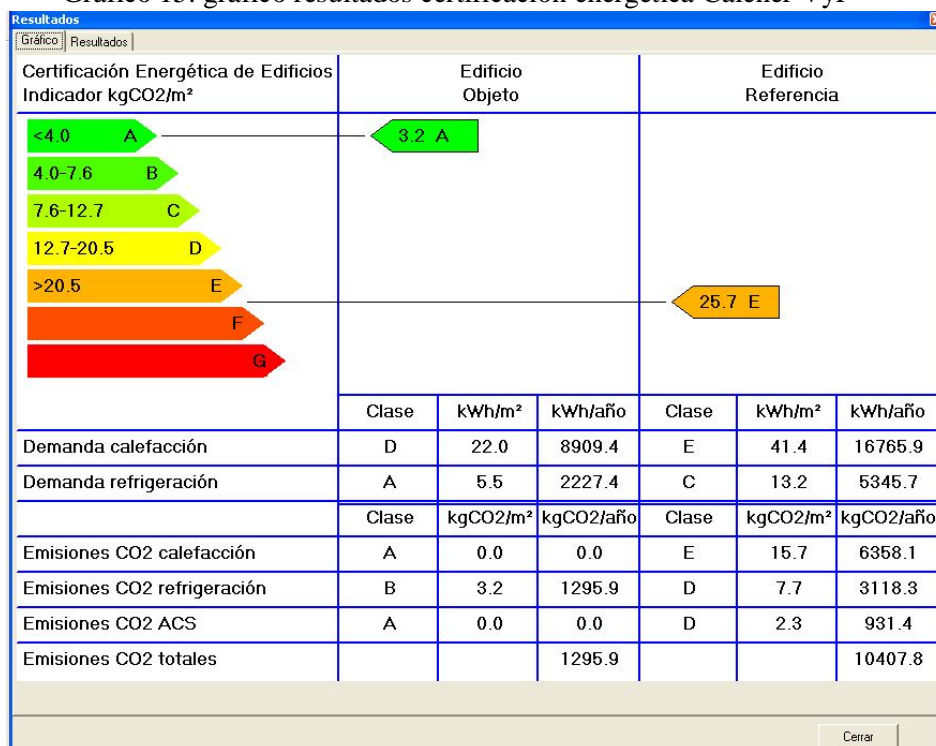 Gráfico 15: gráfico resultados certificación energética Calener VyP
Resultados
Gráfico Resultados
Certificación Energética de Edificios
Indicador kgCO2/m²
Edificio
Objeto
Edificio
Referencia
<4.0 A
3.2 A
4.0-7.6 B
7.6-12.7 C
12.7-20.5 D
>20.5 E
25.7 E
F
G
Clase kWh/m² kWh/año Clase kWh/m² kWh/año
Demanda calefacción D 22.0 8909.4 E 41.4 16765.9
Demanda refrigeración A 5.5 2227.4 C 13.2 5345.7
Clase kgCO2/m² kgCO2/año Clase kgCO2/m² kgCO2/año
Emisiones CO2 calefacción A 0.0 0.0 E 15.7 6358.1
Emisiones CO2 refrigeración B 3.2 1295.9 D 7.7 3118.3
Emisiones CO2 ACS A 0.0 0.0 D 2.3 931.4
Emisiones CO2 totales 1295.9 10407.8
Cerrar